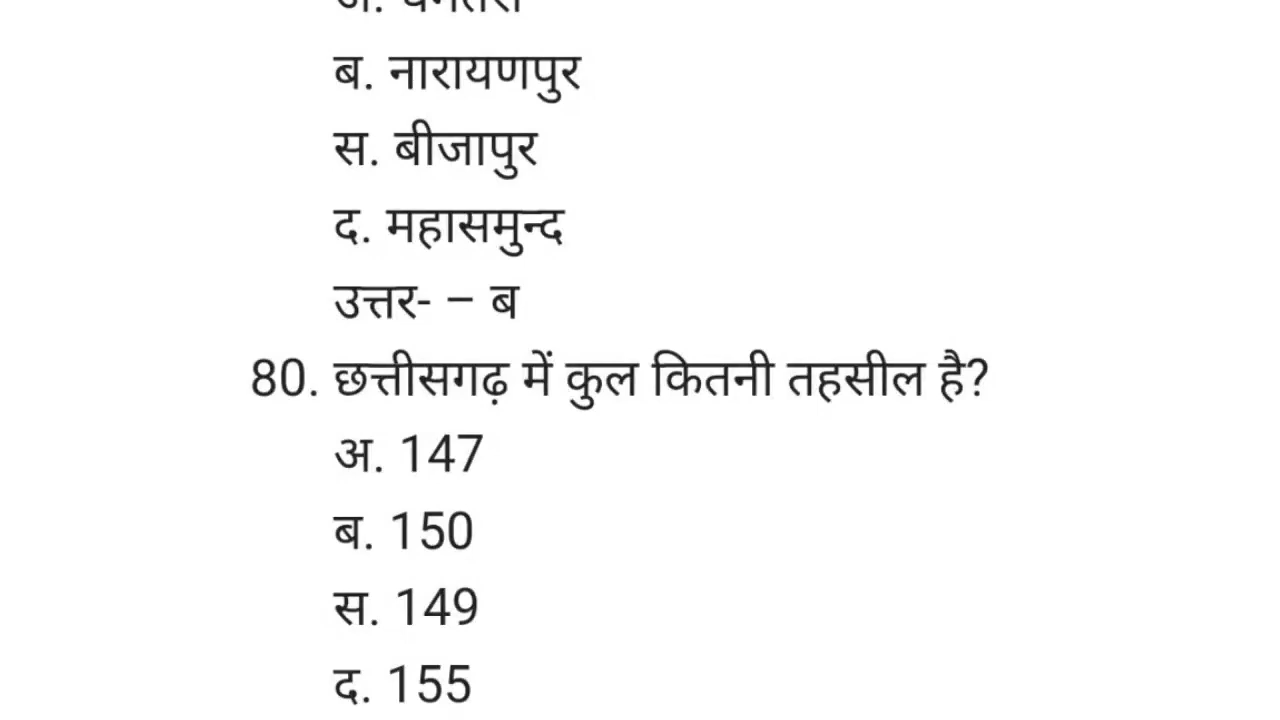 ब. नारायणपुर
स. बीजापुर
द. महासमुन्द
उत्तर- – ब
80. छत्तीसगढ़ में कुल कितनी तहसील है?
अ. 147
ब. 150
स. 149
द. 155